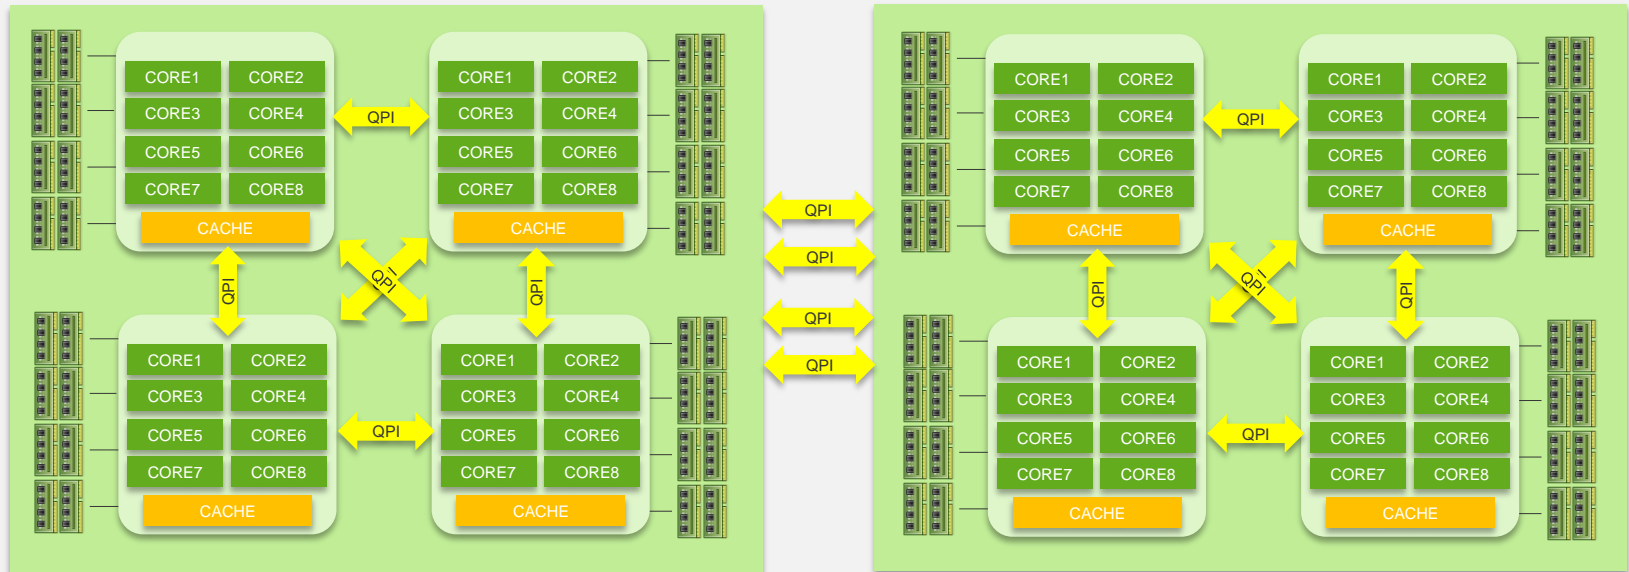 CORE1 CORE2 CORE1 CORE2
CORE3 CORE4 QPI CORE3 CORE4
CORE5 CORE6 CORE5 CORE6
CORE7 CORE8 CORE7 CORE8
CACHE CACHE
QPI QPI QPI QPI
CORE1 CORE2 CORE1 CORE2
CORE3 CORE4 CORE3 CORE4
QPI
CORE5 CORE6 CORE5 CORE6
CORE7 CORE8 CORE7 CORE8
CACHE CACHE
QPI
QPI
QPI
QPI
CORE1 CORE2 CORE1 CORE2
CORE3 CORE4 QPI CORE3 CORE4
CORE5 CORE6 CORE5 CORE6
CORE7 CORE8 CORE7 CORE8
CACHE CACHE
QPI QPI QPI QPI
CORE1 CORE2 CORE1 CORE2
CORE3 CORE4 CORE3 CORE4
QPI
CORE5 CORE6 CORE5 CORE6
CORE7 CORE8 CORE7 CORE8
CACHE CACHE